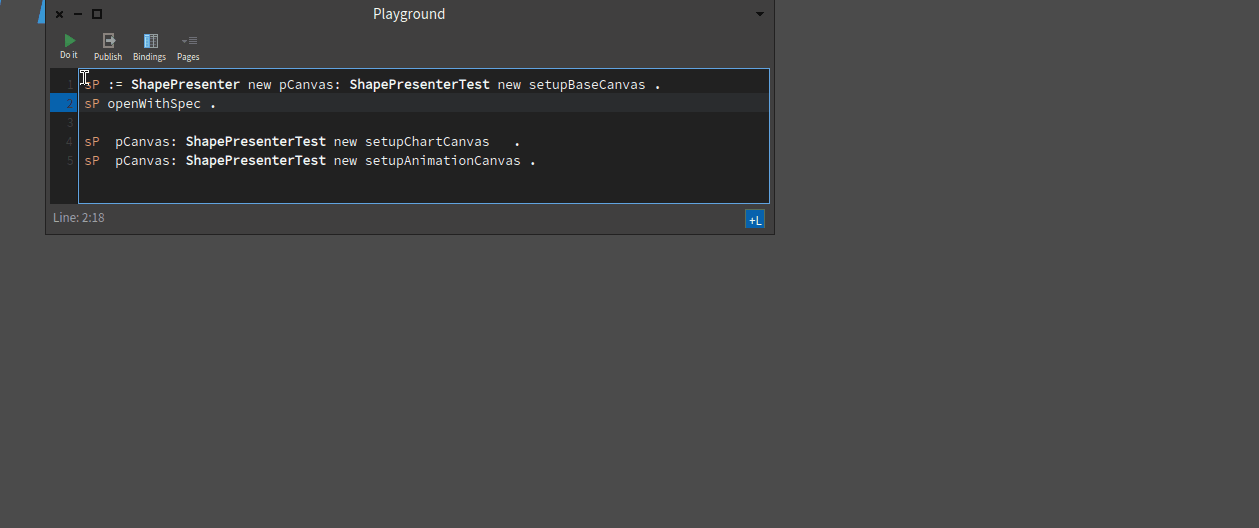 Playground
Do it Publish Bindings Pages
1 sP := ShapePresenter new pCanvas: ShapePresenterTest new setupBaseCanvas .
2 sP openWithSpec .
3
4 sP  pCanvas: ShapePresenterTest new setupChartCanvas   .
5 sP  pCanvas: ShapePresenterTest new setupAnimationCanvas .
Line: 2:18
+L